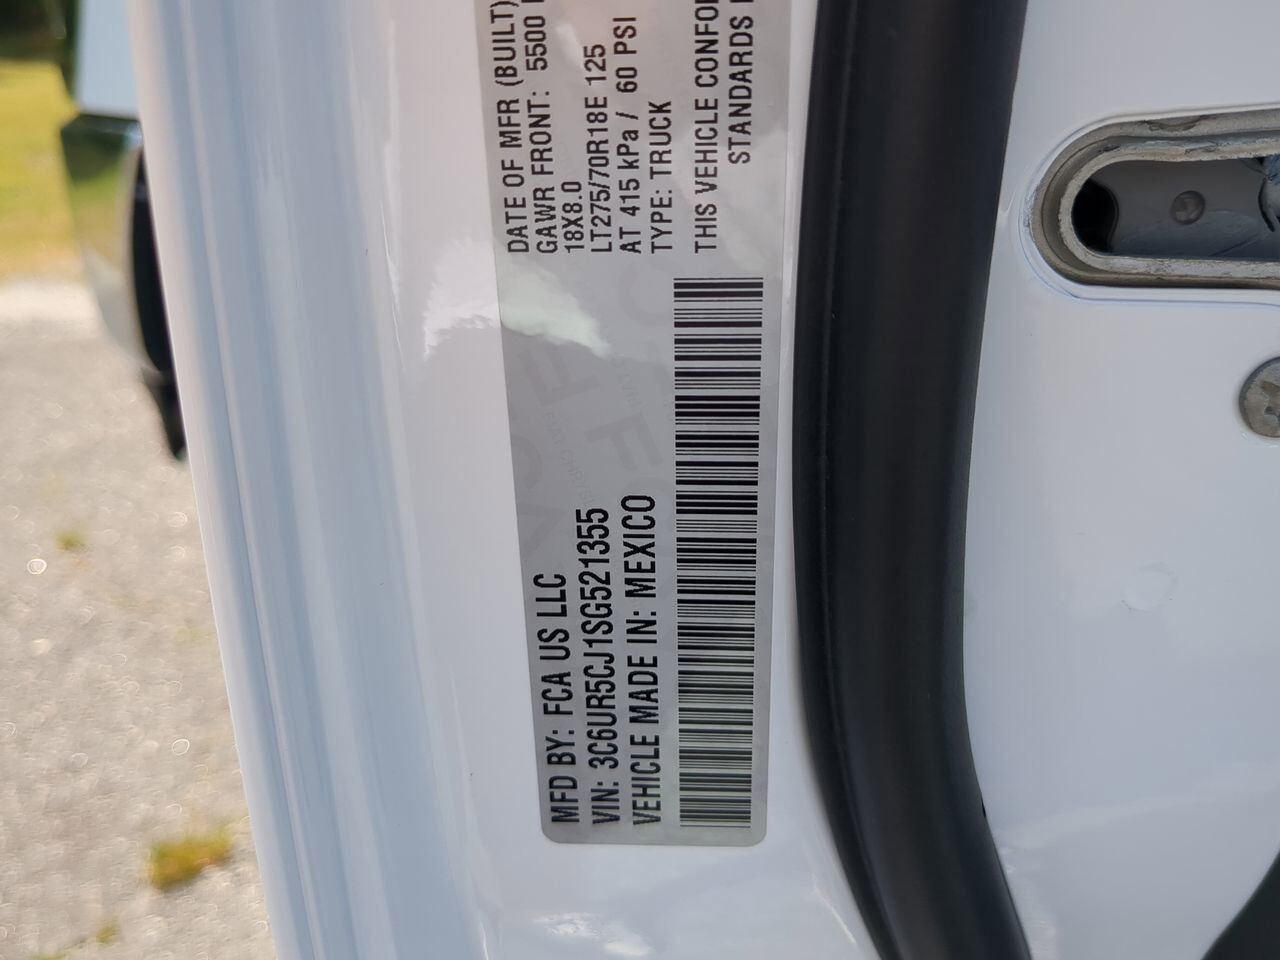 MFD BY: FCA US LLC
VIN: 3C6UR5CJ1SG521355
VEHICLE MADE IN: MEXICO
DATE OF MFR (BUILT)
GAWR FRONT: 5500
18X8.0
LT275/70R18E 125
AT 415 kPa / 60 PSI
TYPE: TRUCK
THIS VEHICLE CONFO
STANDARDS